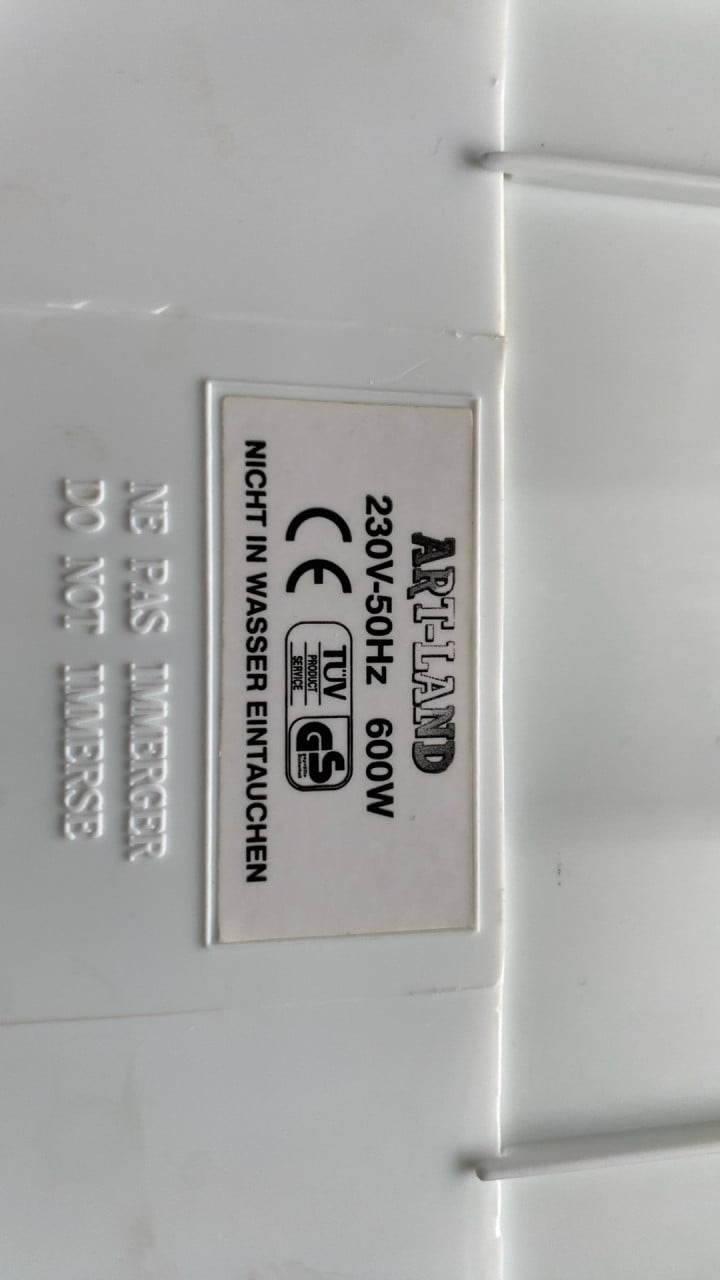 ART-LAND
230V-50Hz 600W
CE TÜV PRODUCT SERVICE GS
NICHT IN WASSER EINTAUCHEN
NE PAS IMMERGER
DO NOT IMMERSE